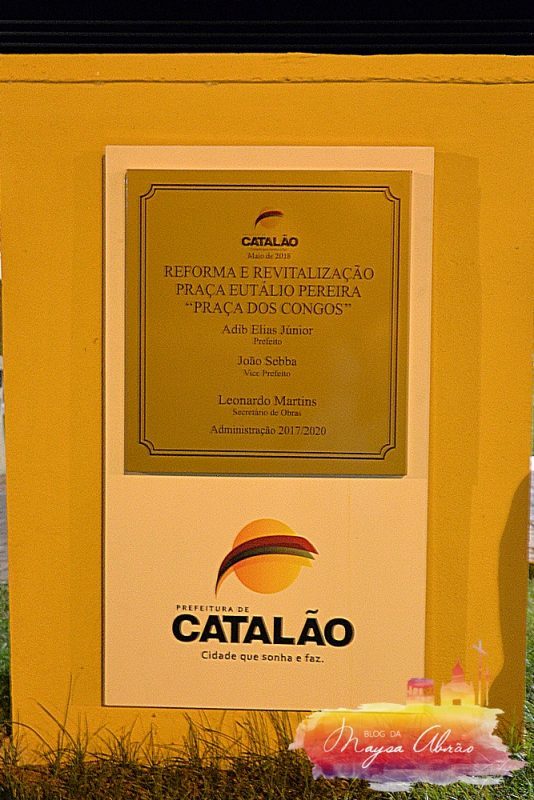 CATALÃO
Maio de 2018
REFORMA E REVITALIZAÇÃO
PRAÇA EUTÁLIO PEREIRA
“PRAÇA DOS CONGOS”
Adib Elias Júnior
Prefeito
João Sebba
Vice Prefeito
Leonardo Martins
Secretário de Obras
Administração 2017/2020
PREFEITURA DE
CATALÃO
Cidade que sonha e faz.
BLOG DA
Maysa Abrão